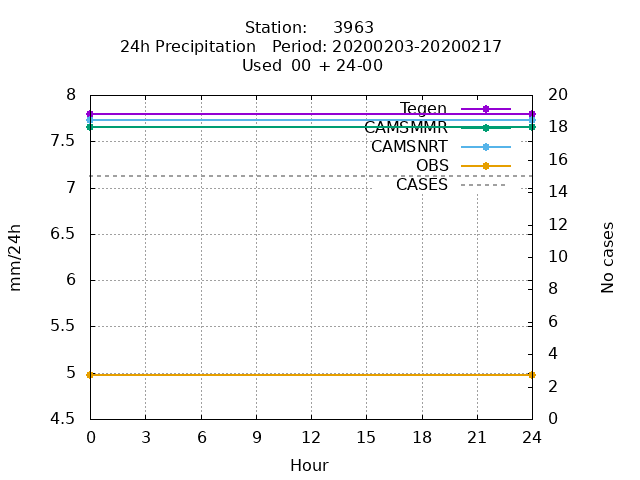 Station: 3963
24h Precipitation Period: 20200203-20200217
Used 00 + 24-00
8
7.5
7
6.5
6
5.5
5
4.5
20
18
16
14
12
10
8
6
4
2
0
mm/24h
No cases
Tegen
CAMSMMR
CAMSNRT
OBS
CASES
0 3 6 9 12 15 18 21 24
Hour